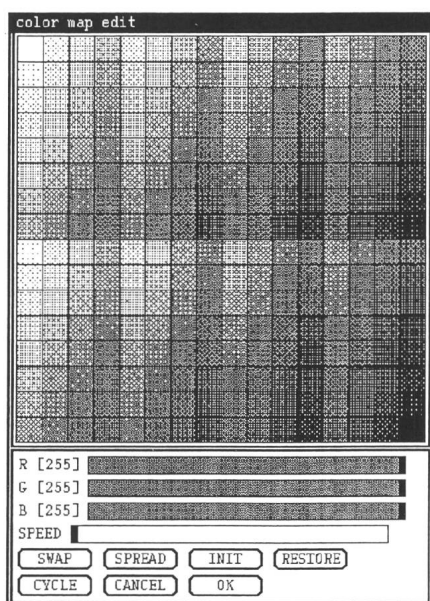 color map edit
R [255]
G [255]
B [255]
SPEED
SWAP SPREAD INIT RESTORE
CYCLE CANCEL OK